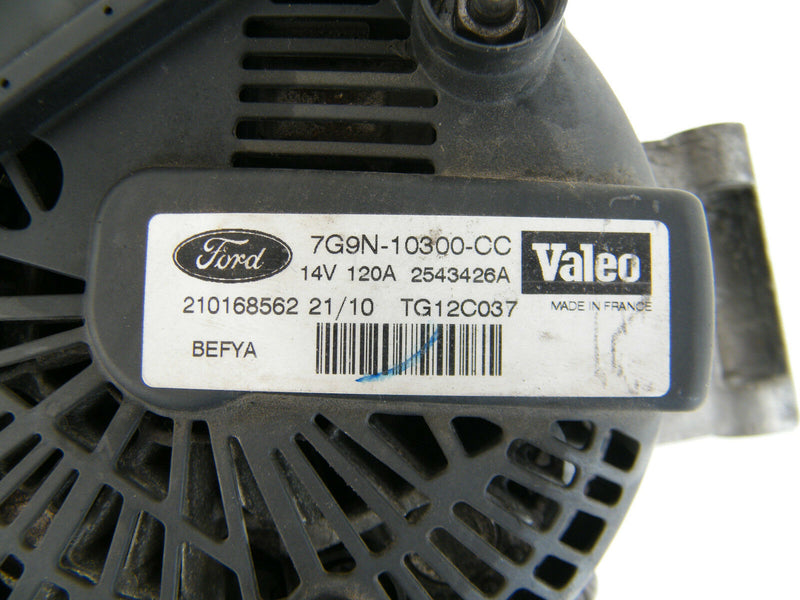 Ford 7G9N-10300-CC Valeo
14V 120A 2543426A
210168562 21/10 TG12C037 MADE IN FRANCE
BEFYA